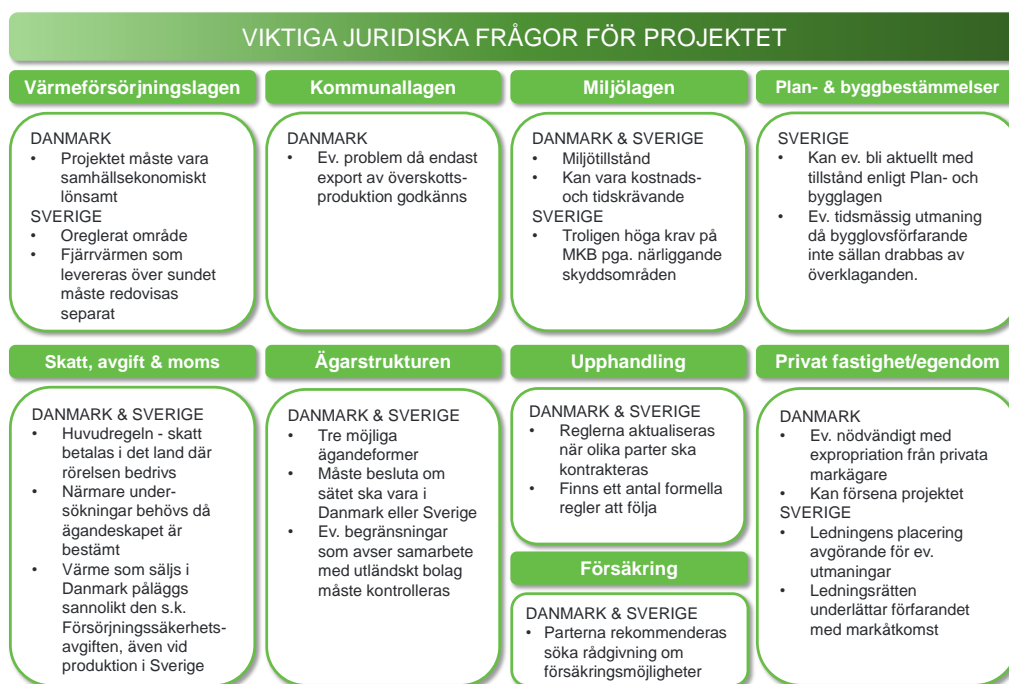 VIKTIGA JURIDISKA FRÅGOR FÖR PROJEKTET
Värmeförsörjningslagen
DANMARK
• Projektet måste vara
samhällsekonomiskt
lönsamt
SVERIGE
• Oreglerat område
• Fjärrvärmen som
levereras över sundet
måste redovisas
separat
Kommunallagen
DANMARK
• Ev. problem då endast
export av överskotts-
produktion godkänns
Miljölagen
DANMARK & SVERIGE
• Miljötillstånd
• Kan vara kostnads-
och tidskrävande
SVERIGE
• Troligen höga krav på
MKB pga. närliggande
skyddsområden
Plan- & byggbestämmelser
SVERIGE
• Kan ev. bli aktuellt med
tillstånd enligt Plan- och
bygglagen
• Ev. tidsmässig utmaning
då bygglovsförfarande
inte sällan drabbas av
överklaganden.
Skatt, avgift & moms
DANMARK & SVERIGE
• Huvudregeln - skatt
betalas i det land där
rörelsen bedrivs
• Närmare under-
sökningar behövs då
ägandeskapet är
bestämt
• Värme som säljs i
Danmark påläggs
sannolikt den s.k.
Försörjningssäkerhets-
avgiften, även vid
produktion i Sverige
Ägarstrukturen
DANMARK & SVERIGE
• Tre möjliga
ägandeformer
• Måste besluta om
sätet ska vara i
Danmark eller Sverige
• Ev. begränsningar
som avser samarbete
med utländskt bolag
måste kontrolleras
Upphandling
DANMARK & SVERIGE
• Reglerna aktualiseras
när olika parter ska
kontrakteras
• Finns ett antal formella
regler att följa
Försäkring
DANMARK & SVERIGE
• Parterna rekommenderas
söka rådgivning om
försäkringsmöjligheter
Privat fastighet/egendom
DANMARK
• Ev. nödvändigt med
expropriation från privata
markägare
• Kan försena projektet
SVERIGE
• Ledningens placering
avgörande för ev.
utmaningar
• Ledningsrätten
underlättar förfarandet
med markåtkomst